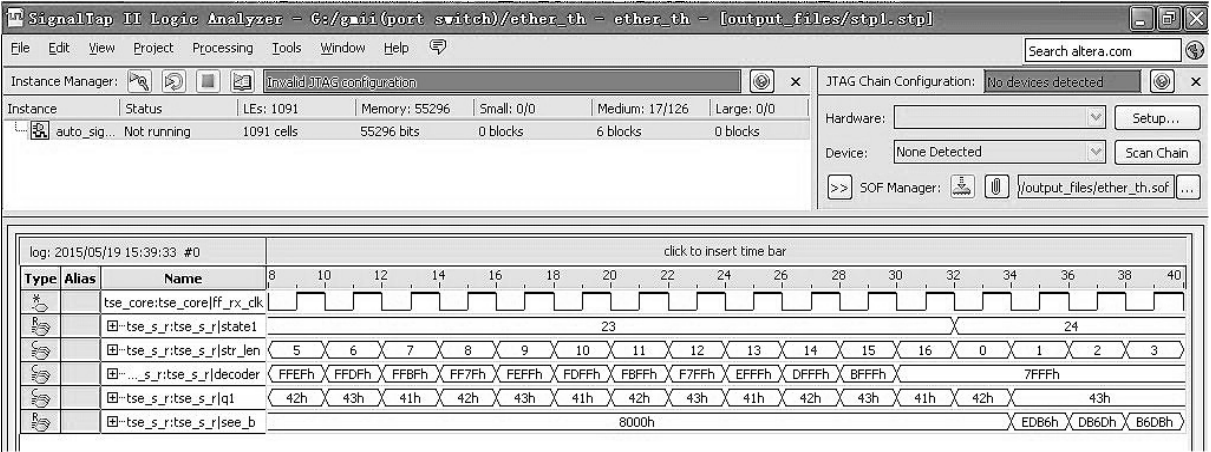 SignalTap II Logic Analyzer - G:/gmii(port switch)/ether_th - ether_th - [output_files/stp1.stp]
File Edit View Project Processing Tools Window Help
Search altera.com
Instance Manager: Invalid JTAG configuration
JTAG Chain Configuration: No devices detected
Instance Status LEs: 1091 Memory: 55296 Small: 0/0 Medium: 17/126 Large: 0/0
auto_sig... Not running 1091 cells 55296 bits 0 blocks 6 blocks 0 blocks
Hardware: Setup...
Device: None Detected Scan Chain
>> SOF Manager: )/output_files/ether_th.sof ...
log: 2015/05/19 15:39:33 #0 click to insert time bar
Type Alias Name 8 10 12 14 16 18 20 22 24 26 28 30 32 34 36 38 40
tse_core:tse_core|ff_rx_clk
tse_s_r:tse_s_r|state1 23 24
tse_s_r:tse_s_r|str_len 5 6 7 8 9 10 11 12 13 14 15 16 0 1 2 3
..._s_r:tse_s_r|decoder FFEFh FFDFh FFBFh FF7Fh FEFFh FDFFh FBFFh F7FFh EFFFh DFFFh BFFFh 7FFFh
tse_s_r:tse_s_r|q1 42h 43h 41h 42h 43h 41h 42h 43h 41h 42h 43h 41h 42h 43h
tse_s_r:tse_s_r|see_b 8000h EDB6h DB6Dh B6DBh